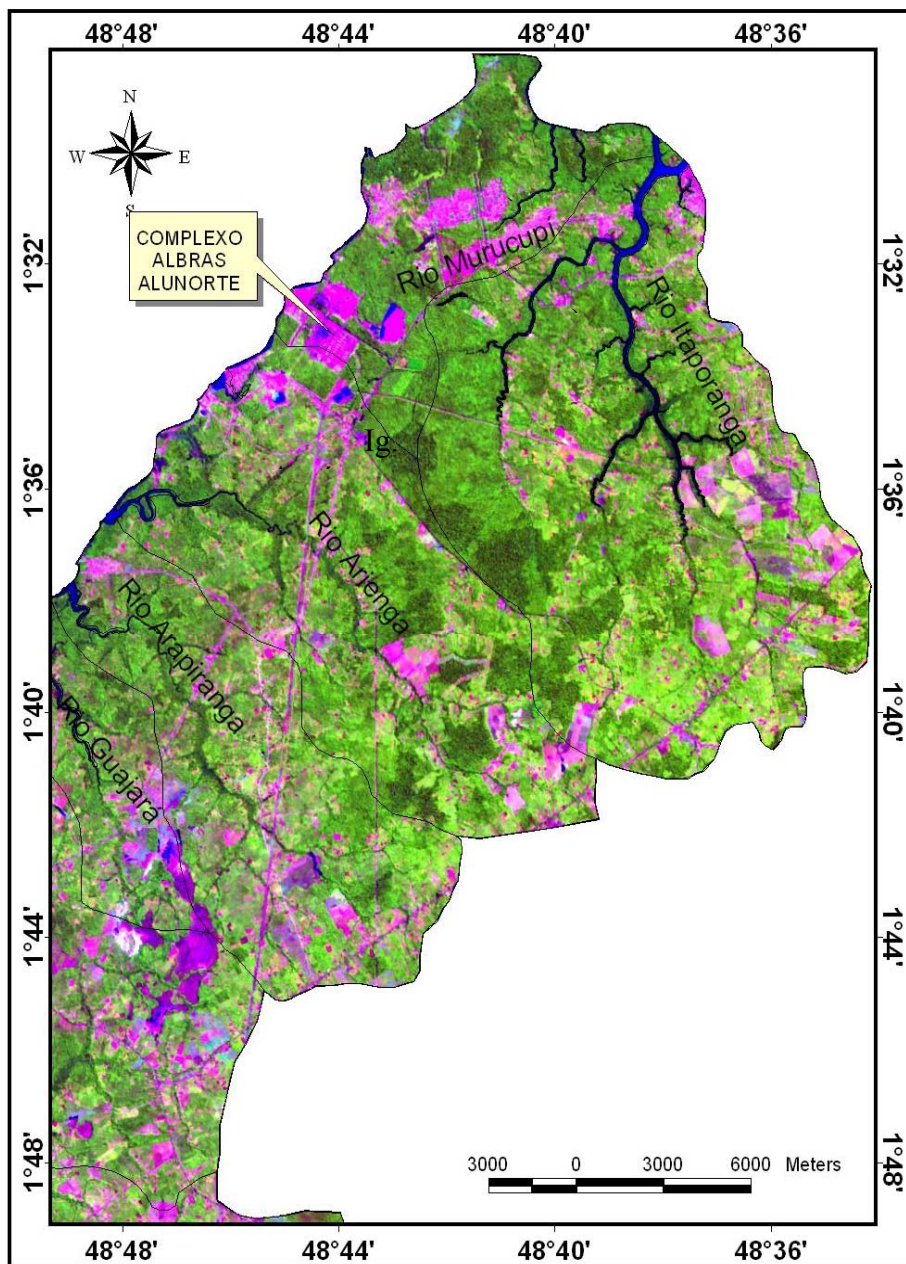 48°48' 48°44' 48°40' 48°36'
N
W E
S
COMPLEXO
ALBRAS
ALUNORTE
1°32' 1°32'
Rio Murucupi
Rio Itaporanga
Ig.
1°36' 1°36'
Rio Arienga
Rio Arapiranga
Rio Guajará
1°40' 1°40'
1°44' 1°44'
3000 0 3000 6000 Meters
1°48' 1°48'
48°48' 48°44' 48°40' 48°36'